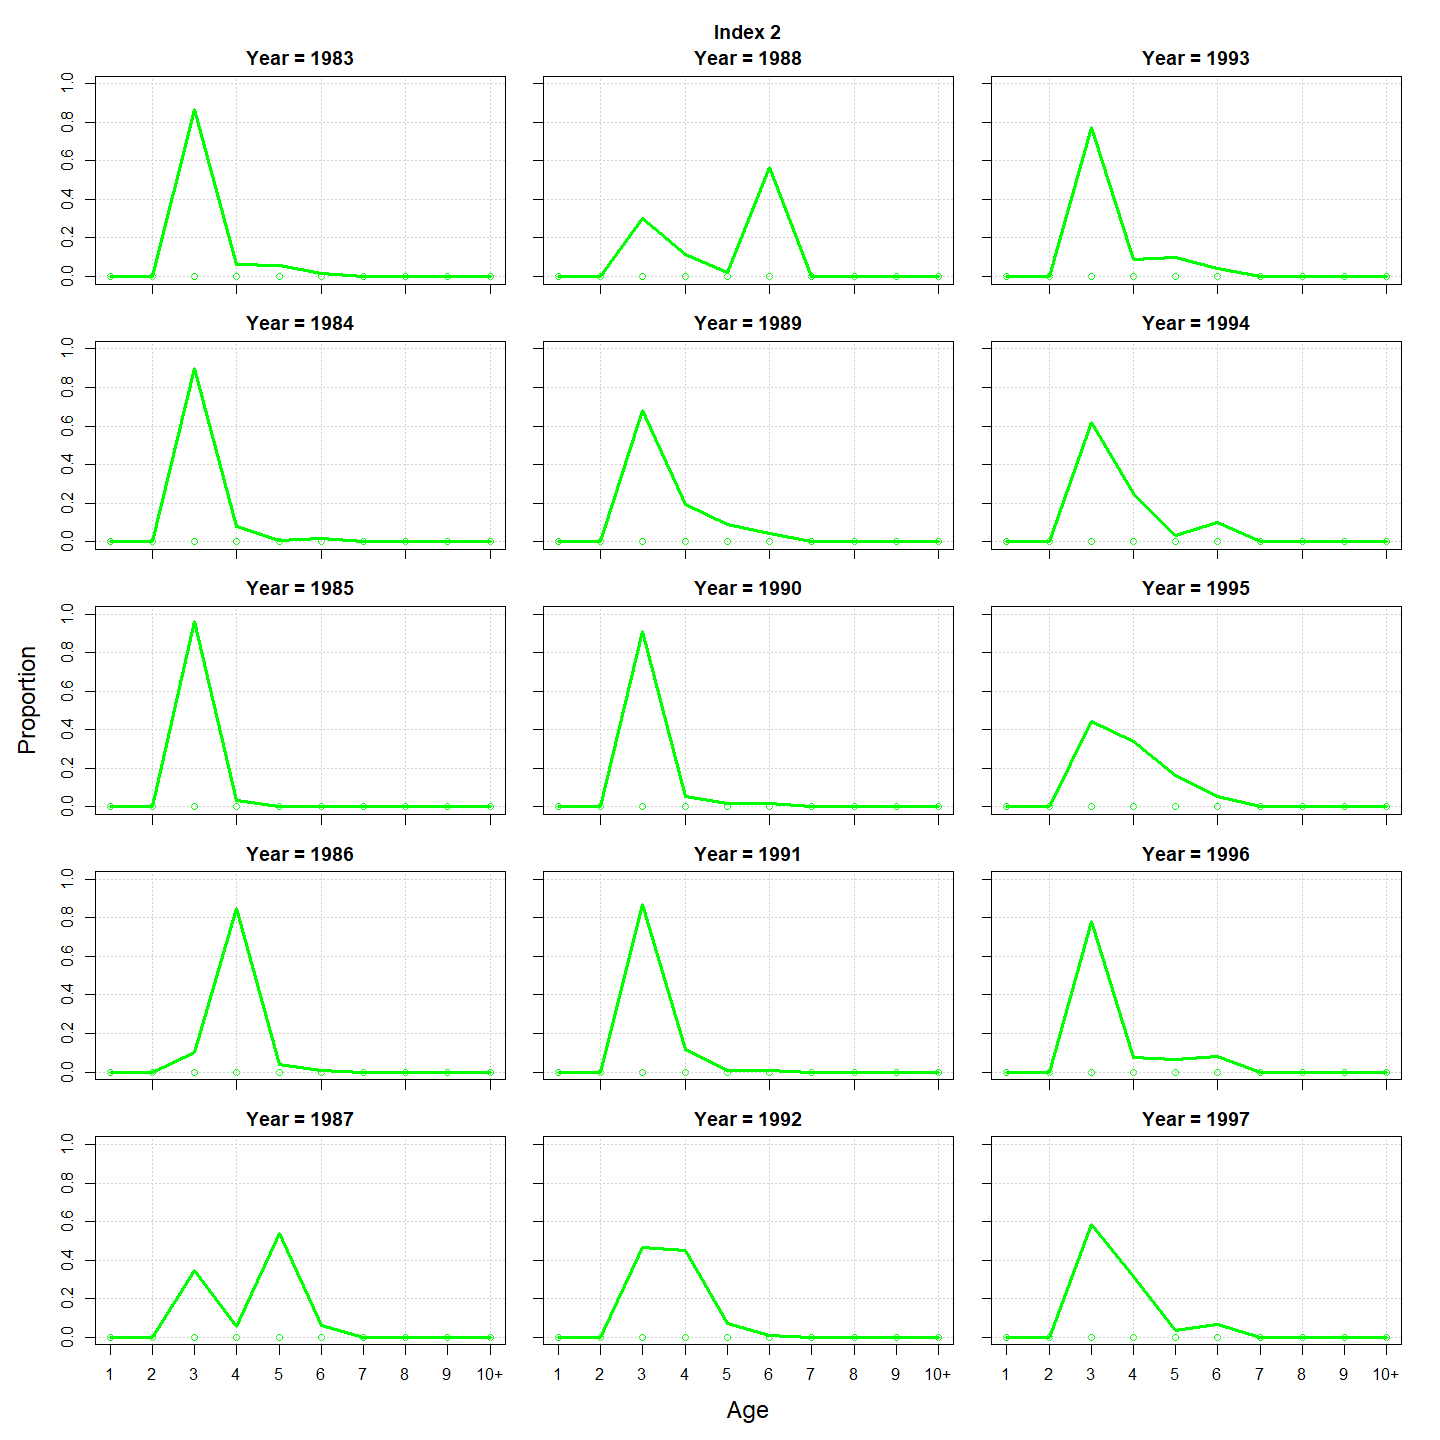 Index 2
Year = 1983 Year = 1988 Year = 1993
0.0 0.2 0.4 0.6 0.8 1.0
Year = 1984 Year = 1989 Year = 1994
0.0 0.2 0.4 0.6 0.8 1.0
Year = 1985 Year = 1990 Year = 1995
0.0 0.2 0.4 0.6 0.8 1.0
Proportion
Year = 1986 Year = 1991 Year = 1996
0.0 0.2 0.4 0.6 0.8 1.0
Year = 1987 Year = 1992 Year = 1997
0.0 0.2 0.4 0.6 0.8 1.0
1 2 3 4 5 6 7 8 9 10+ 1 2 3 4 5 6 7 8 9 10+ 1 2 3 4 5 6 7 8 9 10+
Age